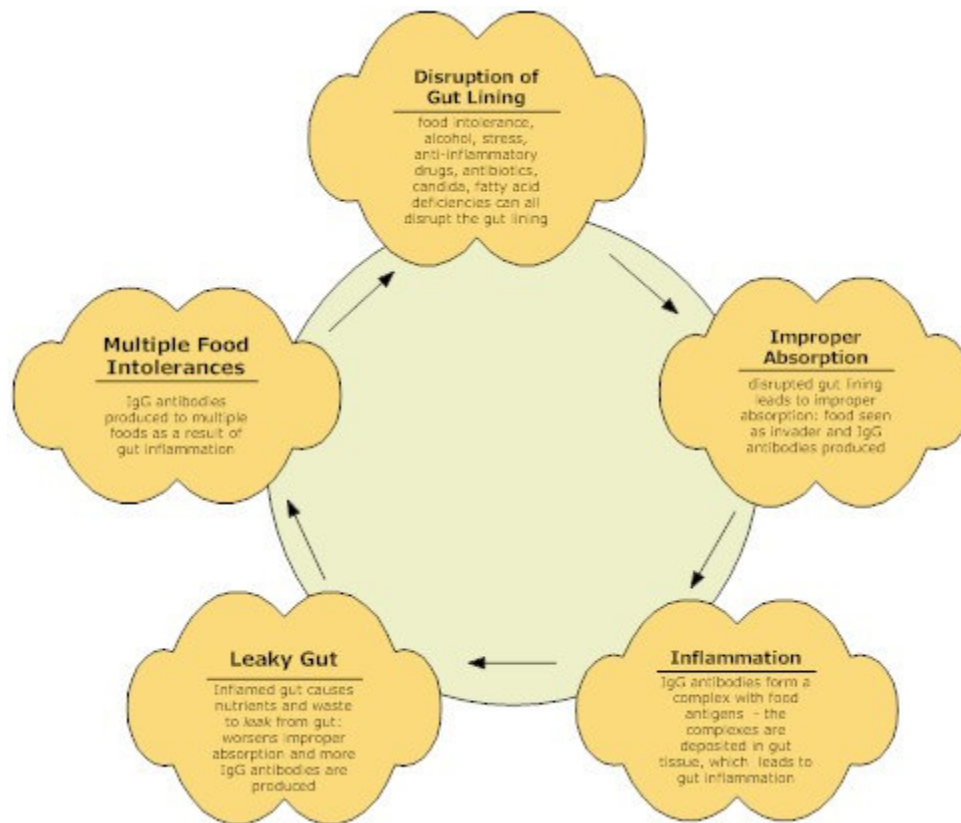 Disruption of
Gut Lining
food intolerance,
alcohol, stress,
anti-inflammatory
drugs, antibiotics,
candida, fatty acid
deficiencies can all
disrupt the gut lining
Improper
Absorption
disrupted gut lining
leads to improper
absorption: food seen
as invader and IgG
antibodies produced
Inflammation
IgG antibodies form a
complex with food
antigens - the
complexes are
deposited in gut
tissue, which leads to
gut inflammation
Leaky Gut
Inflamed gut causes
nutrients and waste
to leak from gut:
worsens improper
absorption and more
IgG antibodies are
produced
Multiple Food
Intolerances
IgG antibodies
produced to multiple
foods as a result of
gut inflammation